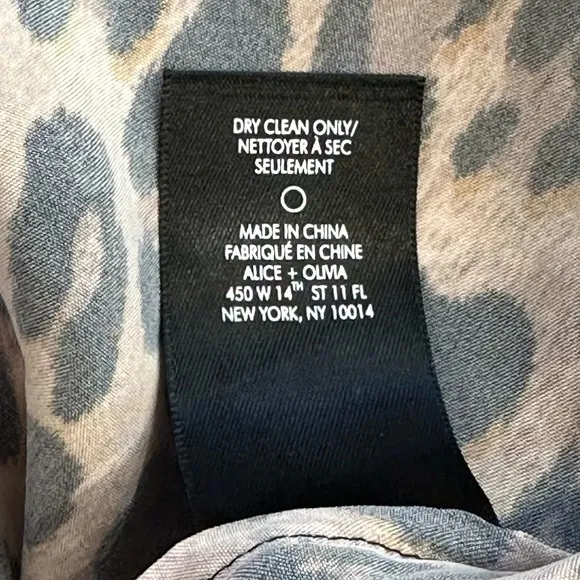 DRY CLEAN ONLY/
NETTOYER À SEC
SEULEMENT
MADE IN CHINA
FABRIQUÉ EN CHINE
ALICE + OLIVIA
450 W 14TH ST 11 FL
NEW YORK, NY 10014